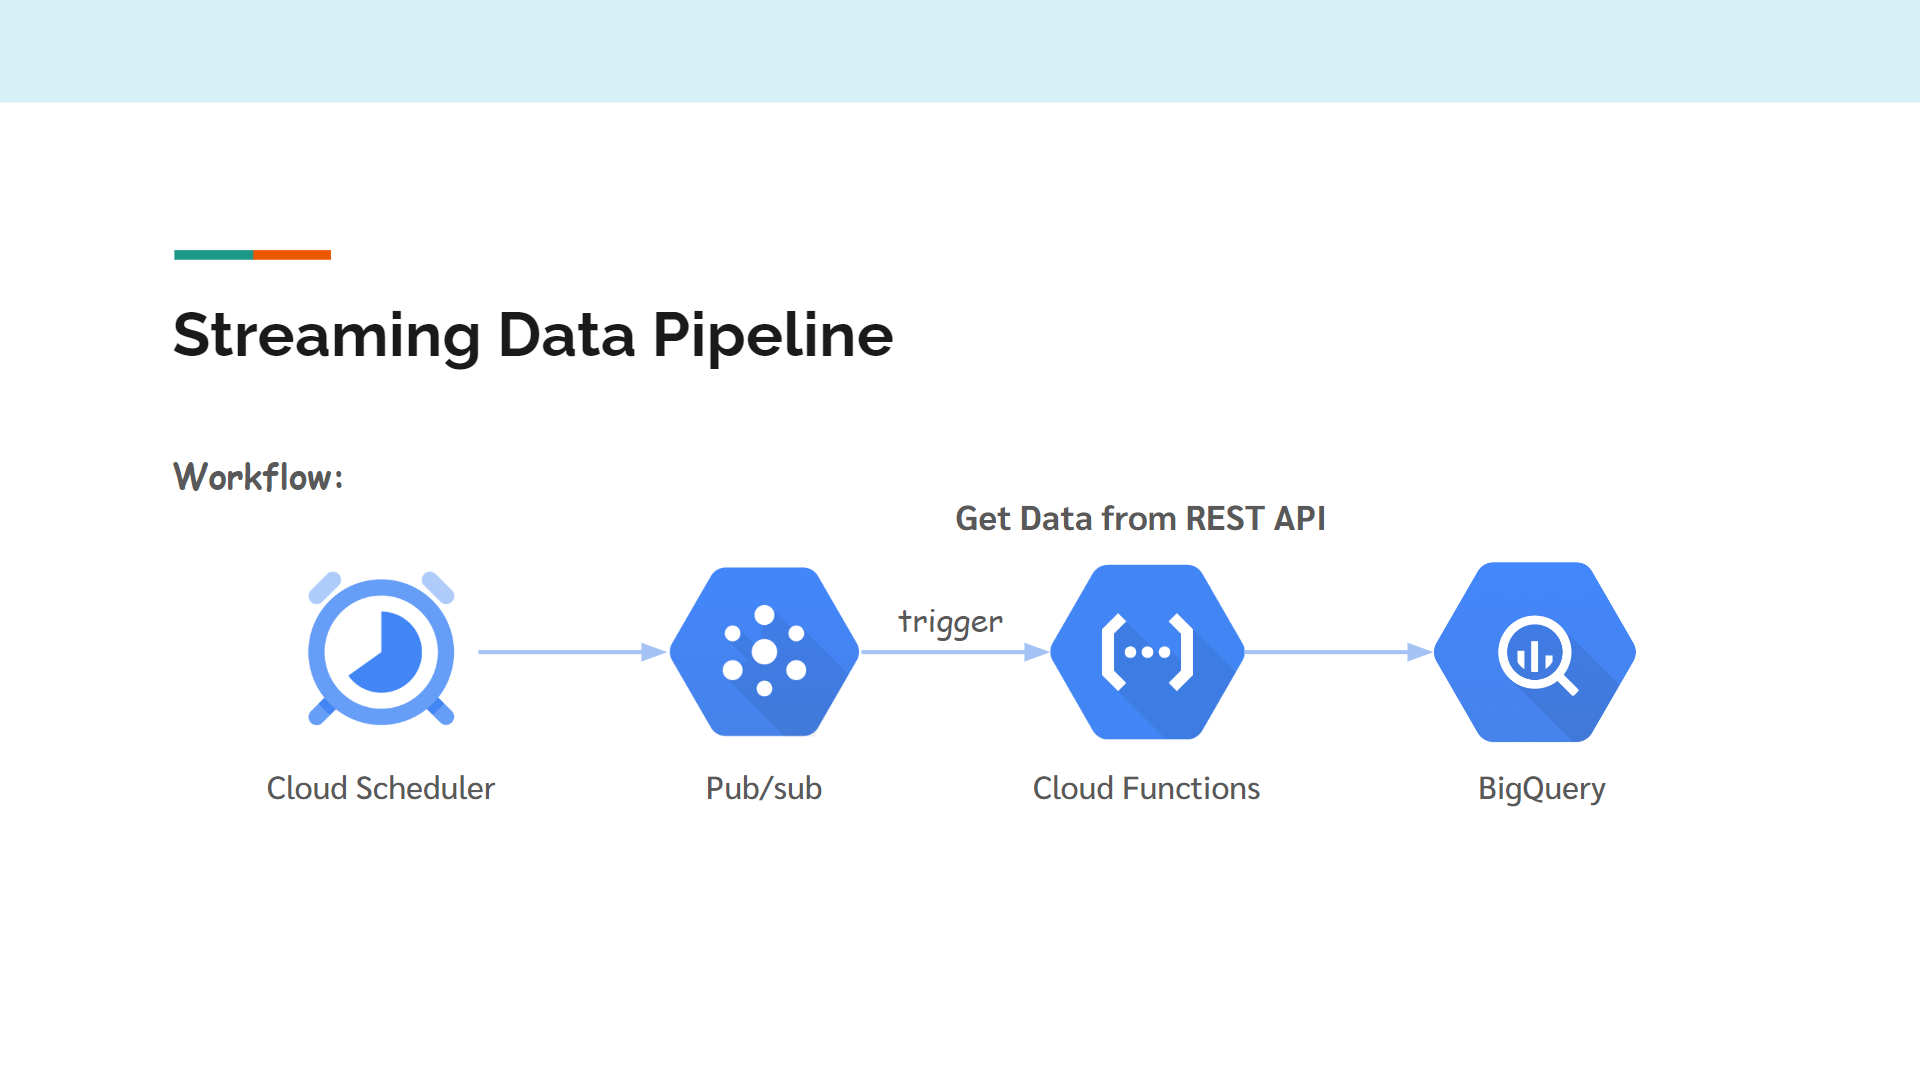 Streaming Data Pipeline
Workflow:
Get Data from REST API
trigger
Cloud Scheduler
Pub/sub
Cloud Functions
BigQuery